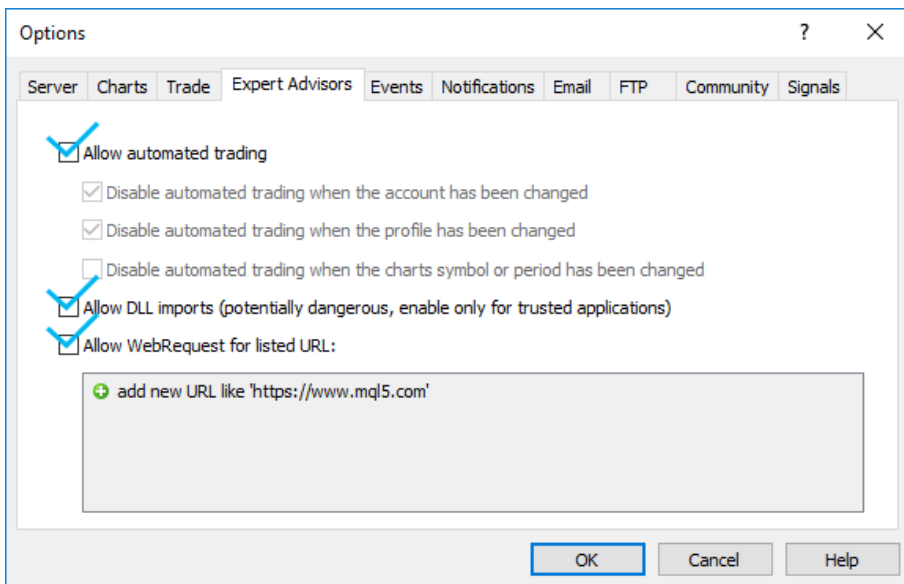 Options
Server Charts Trade Expert Advisors Events Notifications Email FTP Community Signals
Allow automated trading
Disable automated trading when the account has been changed
Disable automated trading when the profile has been changed
Disable automated trading when the charts symbol or period has been changed
Allow DLL imports (potentially dangerous, enable only for trusted applications)
Allow WebRequest for listed URL:
add new URL like 'https://www.mql5.com'
OK Cancel Help